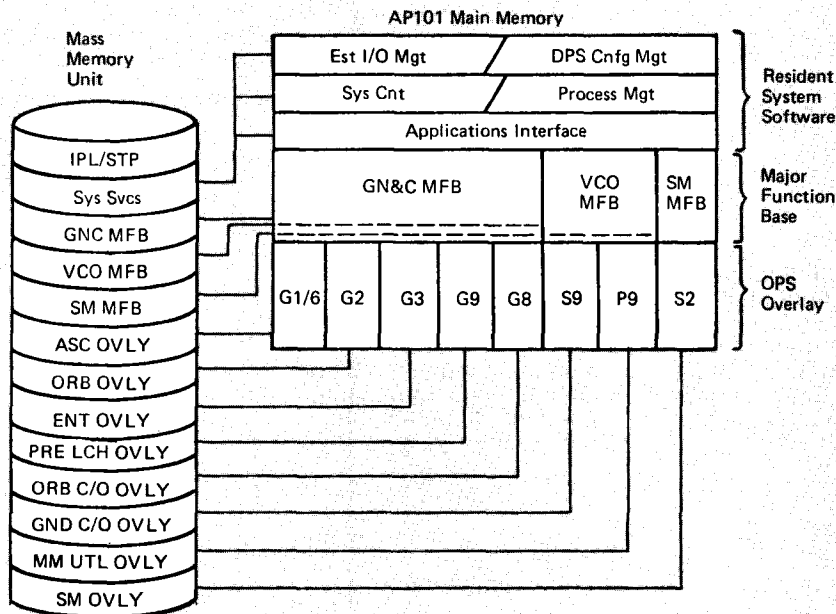 AP101 Main Memory
Mass
Memory
Unit
Est I/O Mgt
DPS Cnfg Mgt
Sys Cnt
Process Mgt
Applications Interface
Resident
System
Software
GN&C MFB
VCO
MFB
SM
MFB
Major
Function
Base
G1/6
G2
G3
G9
G8
S9
P9
S2
OPS
Overlay
IPL/STP
Sys Svcs
GNC MFB
VCO MFB
SM MFB
ASC OVLY
ORB OVLY
ENT OVLY
PRE LCH OVLY
ORB C/O OVLY
GND C/O OVLY
MM UTL OVLY
SM OVLY